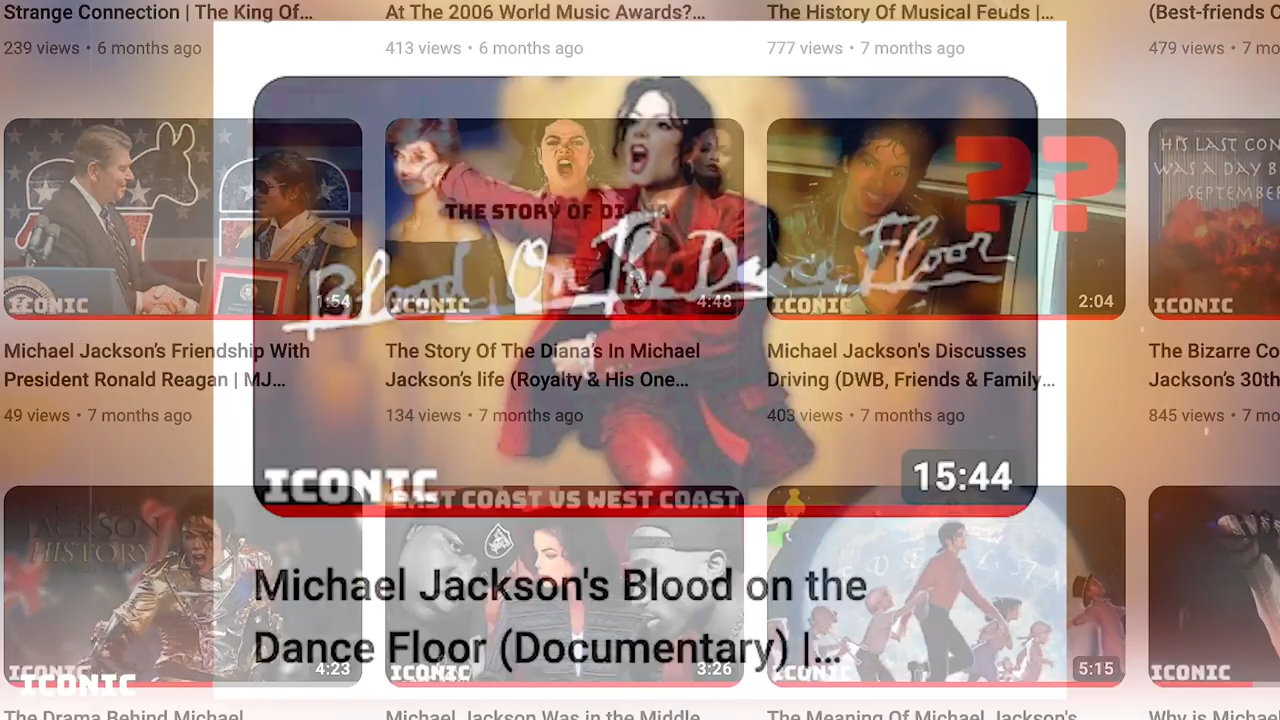 Strange Connection | The King Of...
239 views • 6 months ago
At The 2006 World Music Awards?...
413 views • 6 months ago
The History Of Musical Feuds |...
777 views • 7 months ago
(Best-friends
479 views • 7 mo
ICONIC
1:54
Michael Jackson’s Friendship With
President Ronald Reagan | MJ...
49 views • 7 months ago
THE STORY OF DIANA
ICONIC
4:48
The Story Of The Diana’s In Michael
Jackson’s life (Royalty & His One...
134 views • 7 months ago
??
ICONIC
2:04
Michael Jackson's Discusses
Driving (DWB, Friends & Family...
403 views • 7 months ago
HIS LAST CON
WAS A DAY B
SEPTEMBE
ICONIC
The Bizarre Co
Jackson’s 30th
845 views • 7 mo
Blood On The Dance Floor
ICONIC
15:44
Michael Jackson's Blood on the
Dance Floor (Documentary) |...
JACKSON
HISTORY
ICONIC
ICONIC
4:23
The Drama Behind Michael
EAST COAST VS WEST COAST
ICONIC
3:26
Michael Jackson Was in the Middle
ICONIC
5:15
The Meaning Of Michael Jackson's
ICONIC
Why is Michae